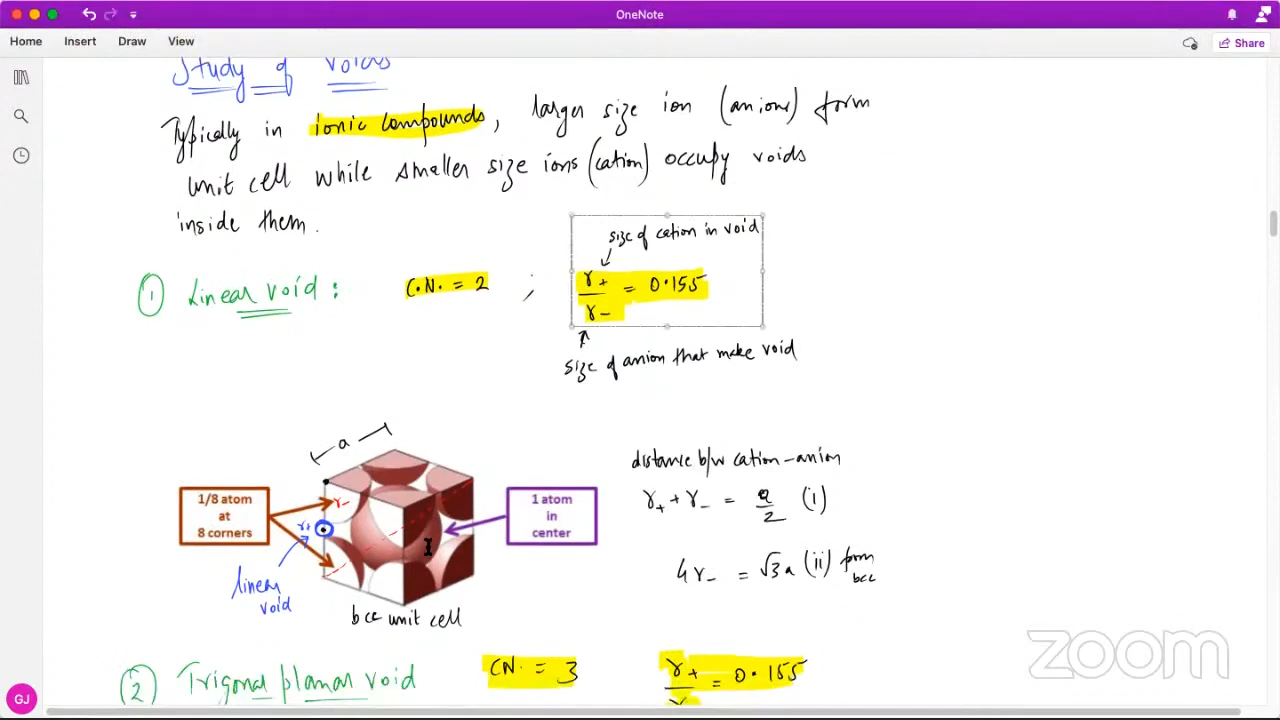 OneNote
Home Insert Draw View
Share
Study of Voids
Typically in ionic compounds, larger size ion (anions) form
unit cell while smaller size ions (cation) occupy voids
inside them.
size of cation in void
① Linear void : C.N. = 2 ; r+/r- = 0.155
size of anion that make void
a
distance b/w cation-anion
1/8 atom
at
8 corners
r-
r+
1 atom
in
center
r+ + r- = a/2 (i)
linear
void
4r- = √3a (ii) from
bcc
bcc unit cell
zoom
② Trigonal planar void CN. = 3 r+/r- = 0.155
GJ